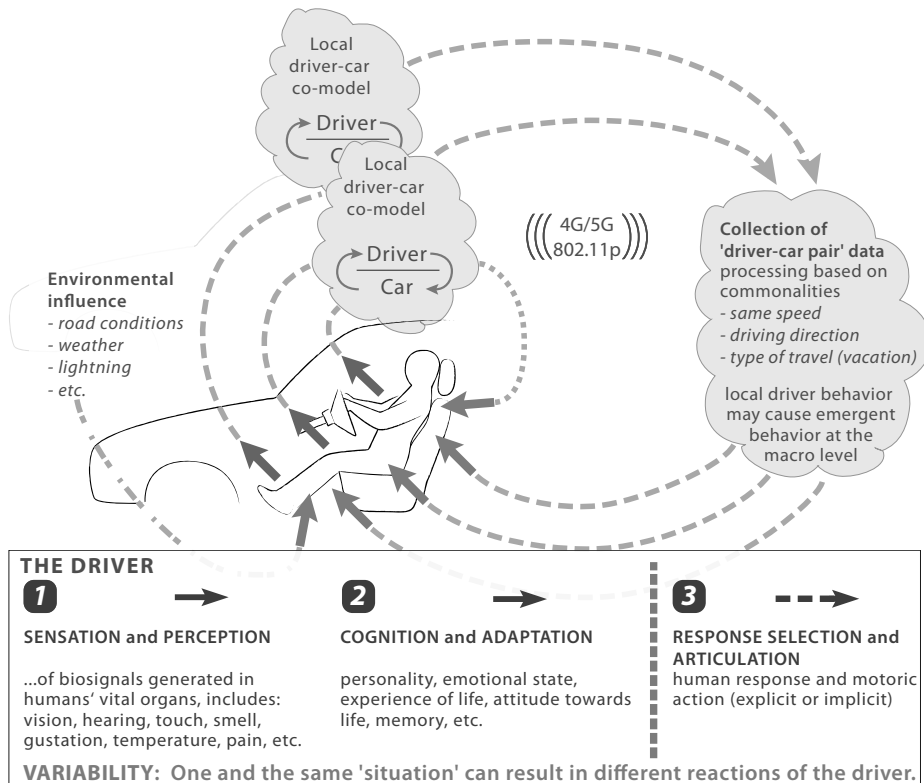 Local
driver-car
co-model
Driver
C
Local
driver-car
co-model
Driver
Car
4G/5G
802.11p
Collection of
'driver-car pair' data
processing based on
commonalities
- same speed
- driving direction
- type of travel (vacation)
local driver behavior
may cause emergent
behavior at the
macro level
Environmental
influence
- road conditions
- weather
- lightning
- etc.
THE DRIVER
1
SENSATION and PERCEPTION
...of biosignals generated in
humans‘ vital organs, includes:
vision, hearing, touch, smell,
gustation, temperature, pain, etc.
2
COGNITION and ADAPTATION
personality, emotional state,
experience of life, attitude towards
life, memory, etc.
3
RESPONSE SELECTION and
ARTICULATION
human response and motoric
action (explicit or implicit)
VARIABILITY: One and the same 'situation' can result in different reactions of the driver.